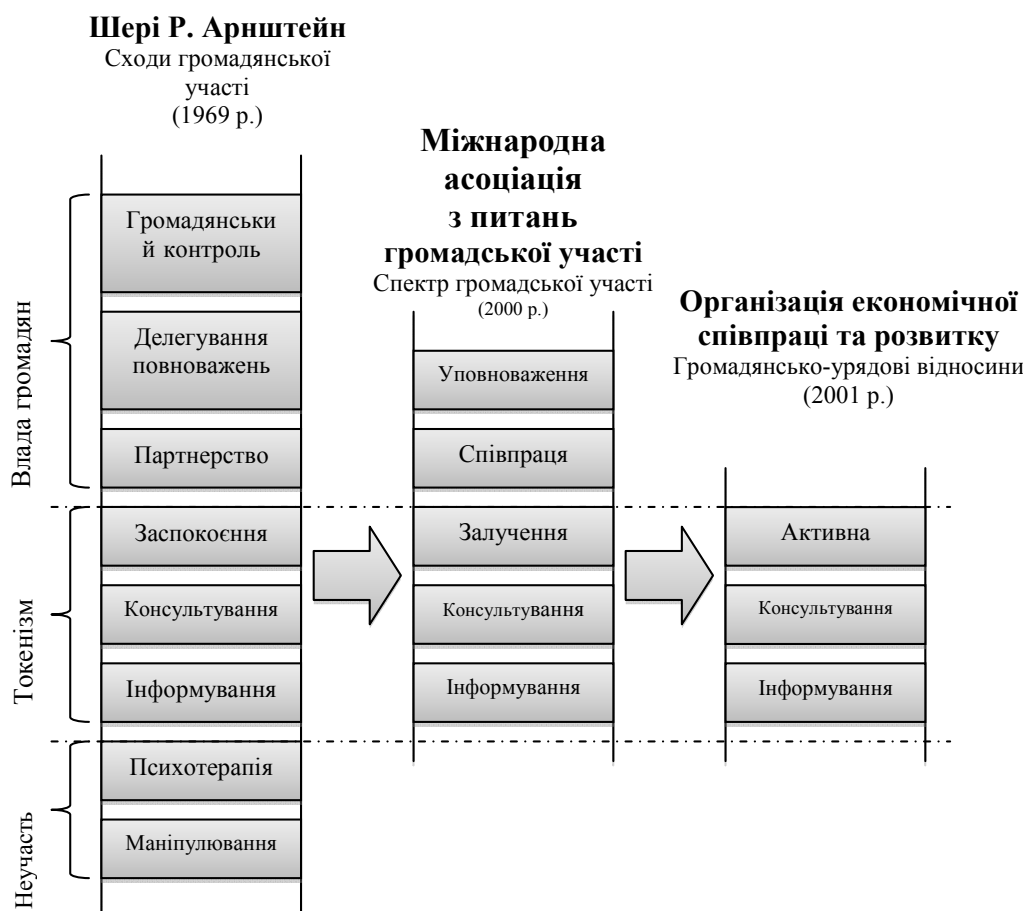 Шері Р. Арнштейн
Сходи громадянської
участі
(1969 р.)
Влада громадян
Громадянськи
й контроль
Делегування
повноважень
Партнерство
Токенізм
Заспокоєння
Консультування
Інформування
Неучасть
Психотерапія
Маніпулювання
Міжнародна
асоціація
з питань
громадської участі
Спектр громадської участі
(2000 р.)
Уповноваження
Співпраця
Залучення
Консультування
Інформування
Організація економічної
співпраці та розвитку
Громадянсько-урядові відносини
(2001 р.)
Активна
Консультування
Інформування